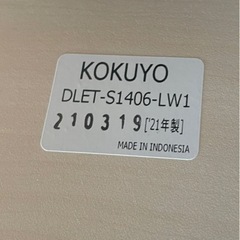 KOKUYO
DLET-S1406-LW1
210319['21年製]
MADE IN INDONESIA